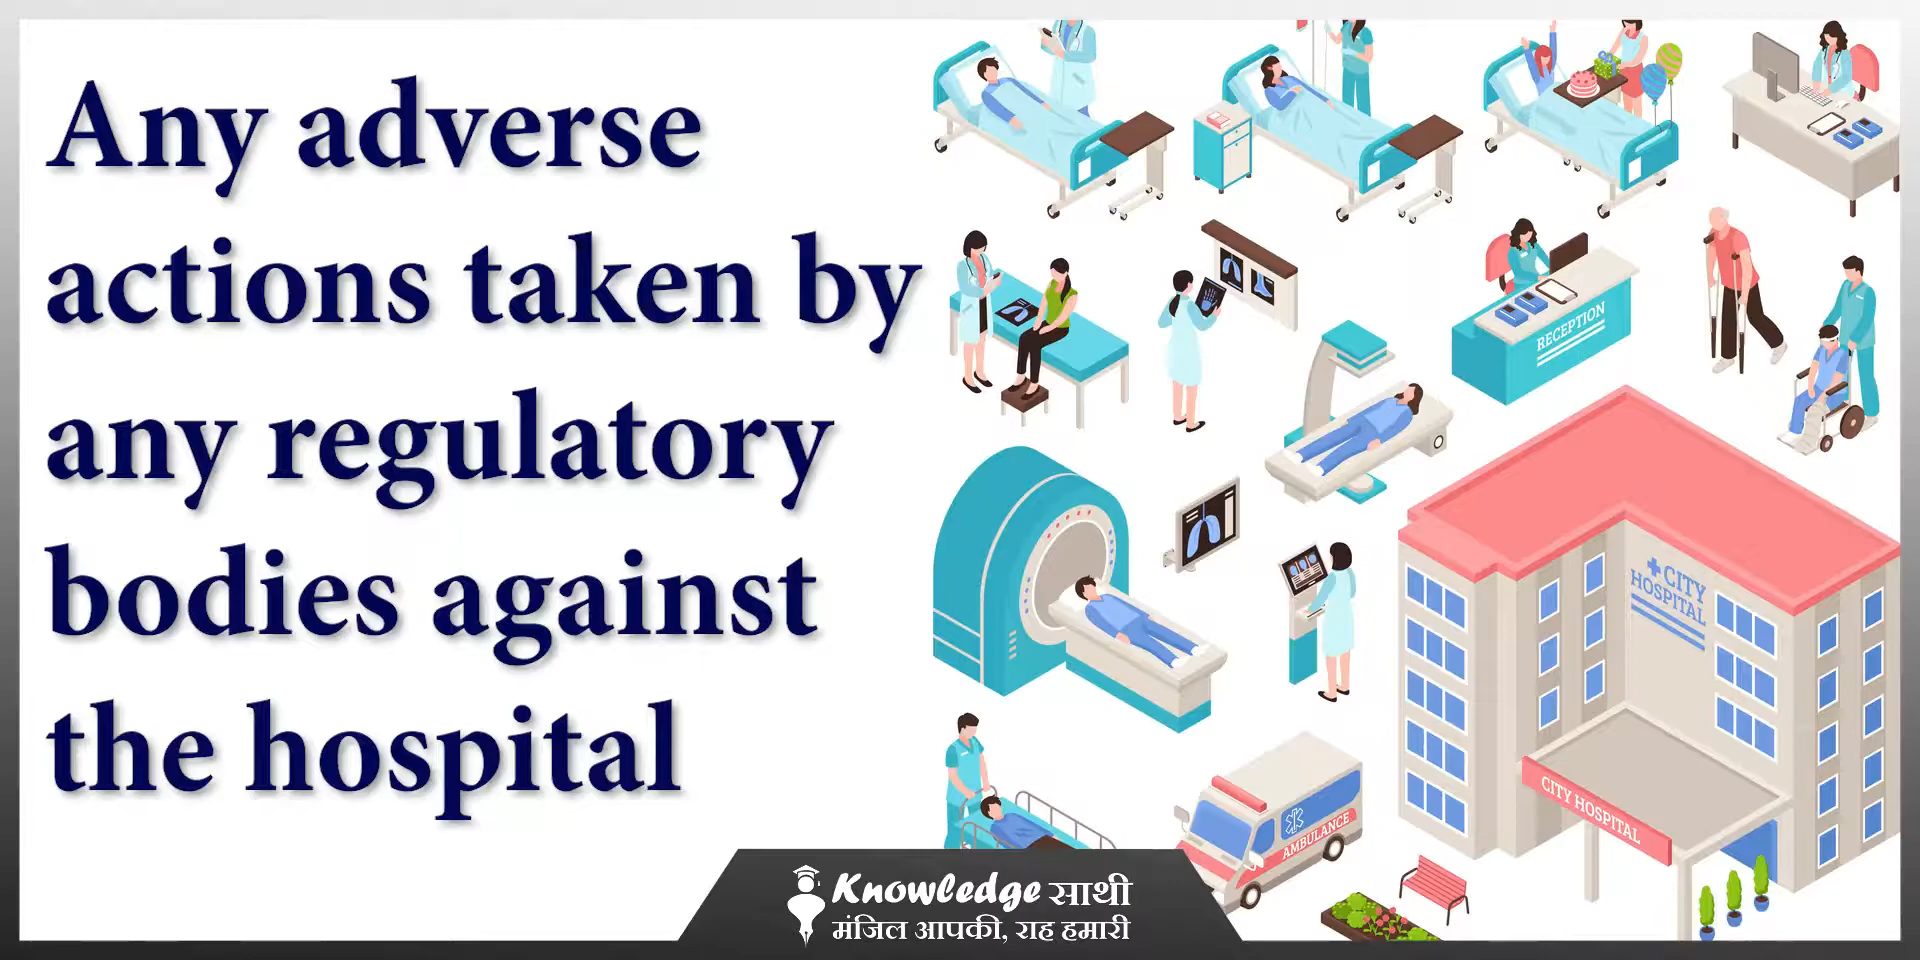 Any adverse
actions taken by
any regulatory
bodies against
the hospital
RECEPTION
CITY
HOSPITAL
CITY HOSPITAL
AMBULANCE
Knowledge साथी
मंजिल आपकी, राह हमारी